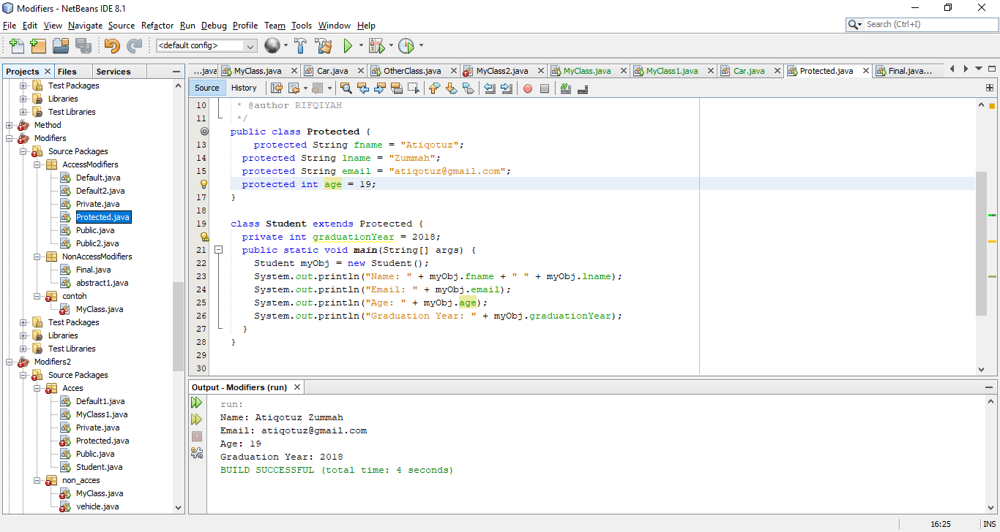 Modifiers - NetBeans IDE 8.1
File Edit View Navigate Source Refactor Run Debug Profile Team Tools Window Help
Search (Ctrl+I)
<default config>
Projects Files Services
...java MyClass.java Car.java OtherClass.java MyClass2.java MyClass.java MyClass1.java Car.java Protected.java Final.java...
Source History
Test Packages
Libraries
Test Libraries
Method
Modifiers
Source Packages
AccessModifiers
Default.java
Default2.java
Private.java
Protected.java
Public.java
Public2.java
NonAccessModifiers
Final.java
abstract1.java
contoh
MyClass.java
Test Packages
Libraries
Test Libraries
Modifiers2
Source Packages
Acces
Default1.java
MyClass1.java
Private.java
Protected.java
Public.java
Student.java
non_acces
MyClass.java
vehicle.java
10 * @author RIFQIYAH
11 */
public class Protected {
13 protected String fname = "Atiqotuz";
14 protected String lname = "Zummah";
15 protected String email = "atiqotuz@gmail.com";
protected int age = 19;
17 }
18
19 class Student extends Protected {
private int graduationYear = 2018;
21 public static void main(String[] args) {
22 Student myObj = new Student();
23 System.out.println("Name: " + myObj.fname + " " + myObj.lname);
24 System.out.println("Email: " + myObj.email);
25 System.out.println("Age: " + myObj.age);
26 System.out.println("Graduation Year: " + myObj.graduationYear);
27 }
28 }
29
30
Output - Modifiers (run)
run:
Name: Atiqotuz Zummah
Email: atiqotuz@gmail.com
Age: 19
Graduation Year: 2018
BUILD SUCCESSFUL (total time: 4 seconds)
16:25 INS